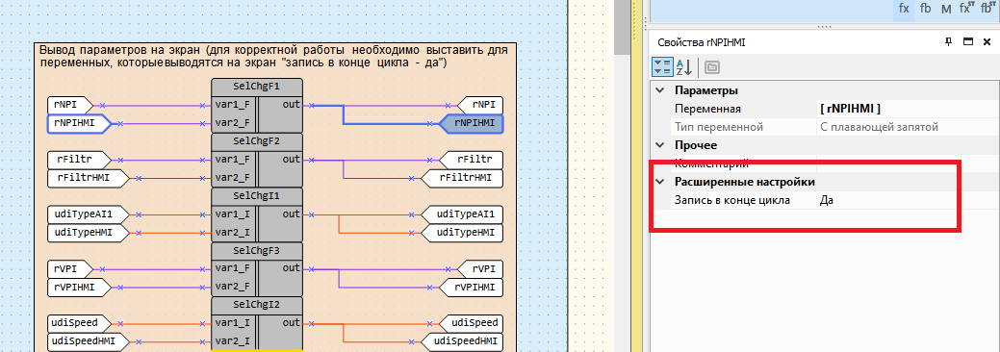 fx fb M fxST fbST
Вывод параметров на экран (для корректной работы необходимо выставить для
переменных, которыевыводятся на экран "запись в конце цикла - да")
SelChgF1
rNPI var1_F out rNPI
rNPIHMI var2_F rNPIHMI
SelChgF2
rFiltr var1_F out rFiltr
rFiltrHMI var2_F rFiltrHMI
SelChgI1
udiTypeAI1 var1_I out udiTypeAI1
udiTypeHMI var2_I udiTypeHMI
SelChgF3
rVPI var1_F out rVPI
rVPIHMI var2_F rVPIHMI
SelChgI2
udiSpeed var1_I out udiSpeed
udiSpeedHMI var2_I udiSpeedHMI
Свойства rNPIHMI
A
Z
Параметры
Переменная [ rNPIHMI ]
Тип переменной С плавающей запятой
Прочее
Комментарий
Расширенные настройки
Запись в конце цикла Да